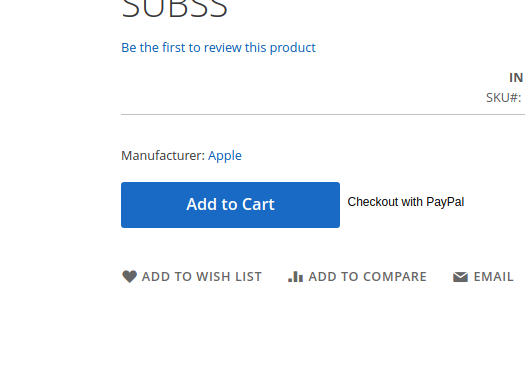 SUBSS
Be the first to review this product
IN
SKU#:
Manufacturer: Apple
Add to Cart Checkout with PayPal
ADD TO WISH LIST ADD TO COMPARE EMAIL